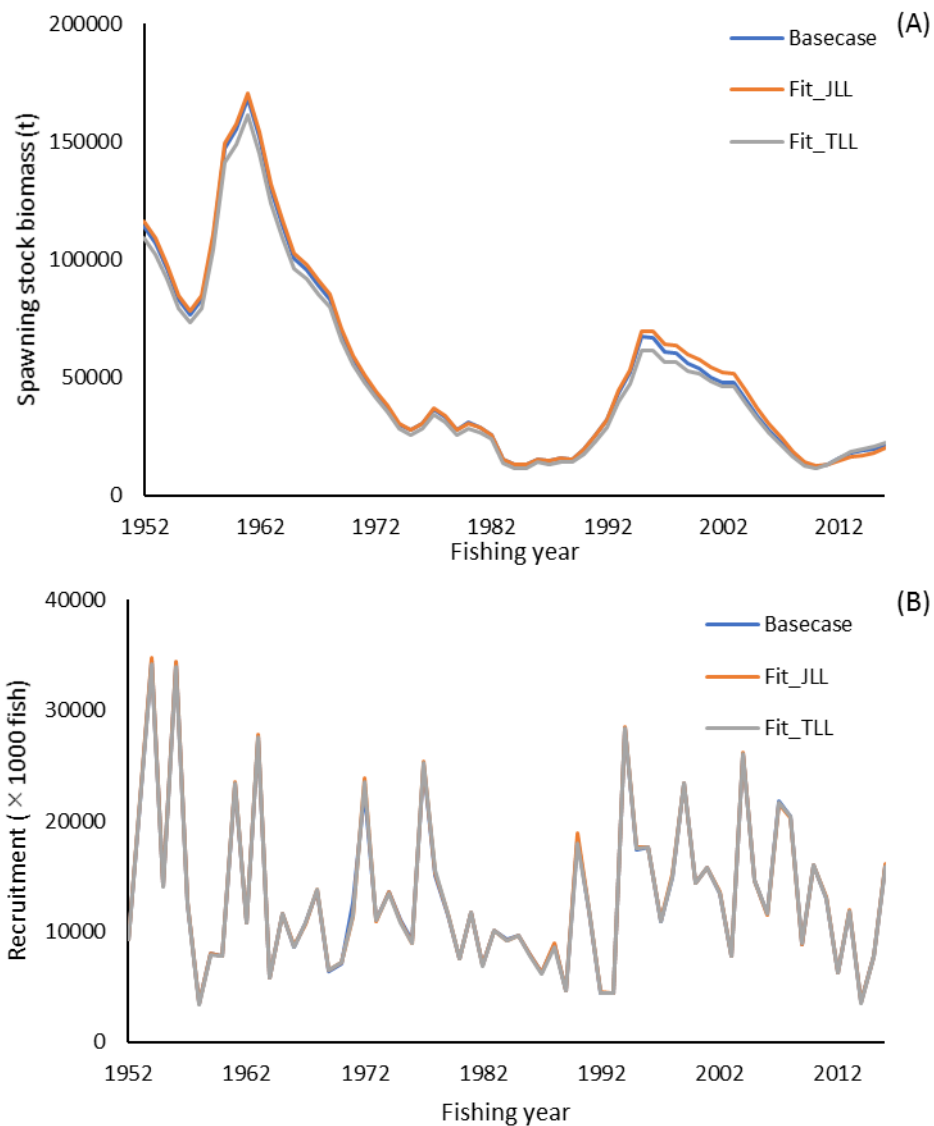 (A)
200000
150000
100000
50000
0
Spawning stock biomass (t)
Basecase
Fit_JLL
Fit_TLL
1952 1962 1972 1982 1992 2002 2012
Fishing year
(B)
40000
30000
20000
10000
0
Recruitment ( × 1000 fish)
Basecase
Fit_JLL
Fit_TLL
1952 1962 1972 1982 1992 2002 2012
Fishing year